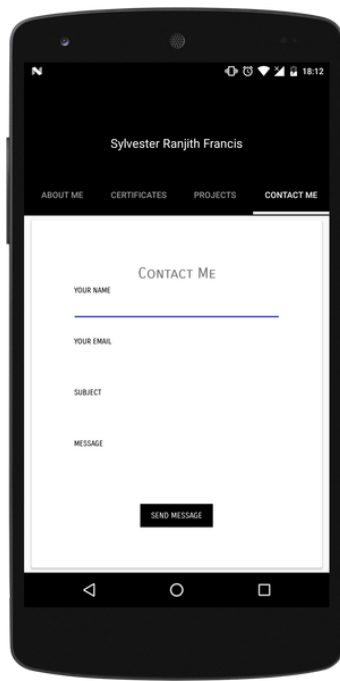 18:12
Sylvester Ranjith Francis
ABOUT ME CERTIFICATES PROJECTS CONTACT ME
Contact Me
YOUR NAME
YOUR EMAIL
SUBJECT
MESSAGE
SEND MESSAGE